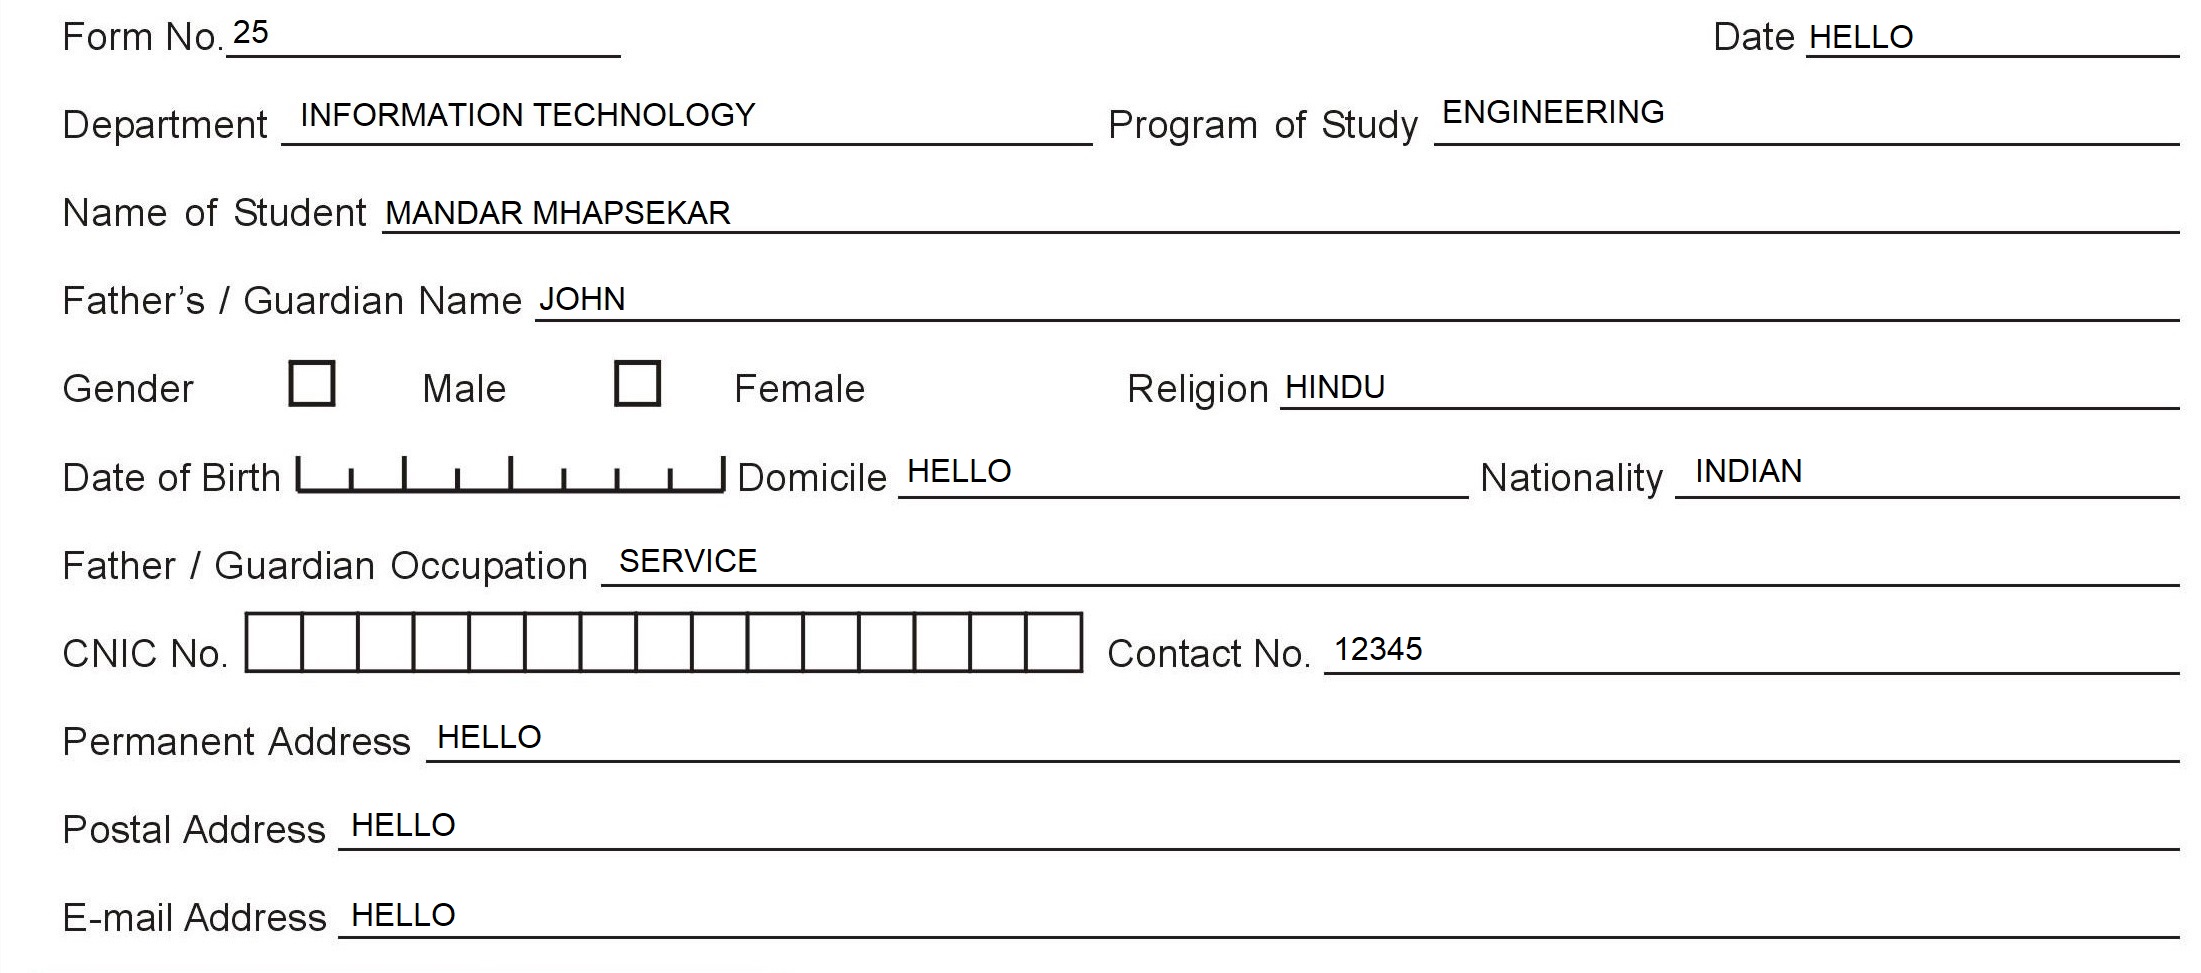 Form No. 25 Date HELLO
Department INFORMATION TECHNOLOGY Program of Study ENGINEERING
Name of Student MANDAR MHAPSEKAR
Father’s / Guardian Name JOHN
Gender Male Female Religion HINDU
Date of Birth Domicile HELLO Nationality INDIAN
Father / Guardian Occupation SERVICE
CNIC No. Contact No. 12345
Permanent Address HELLO
Postal Address HELLO
E-mail Address HELLO